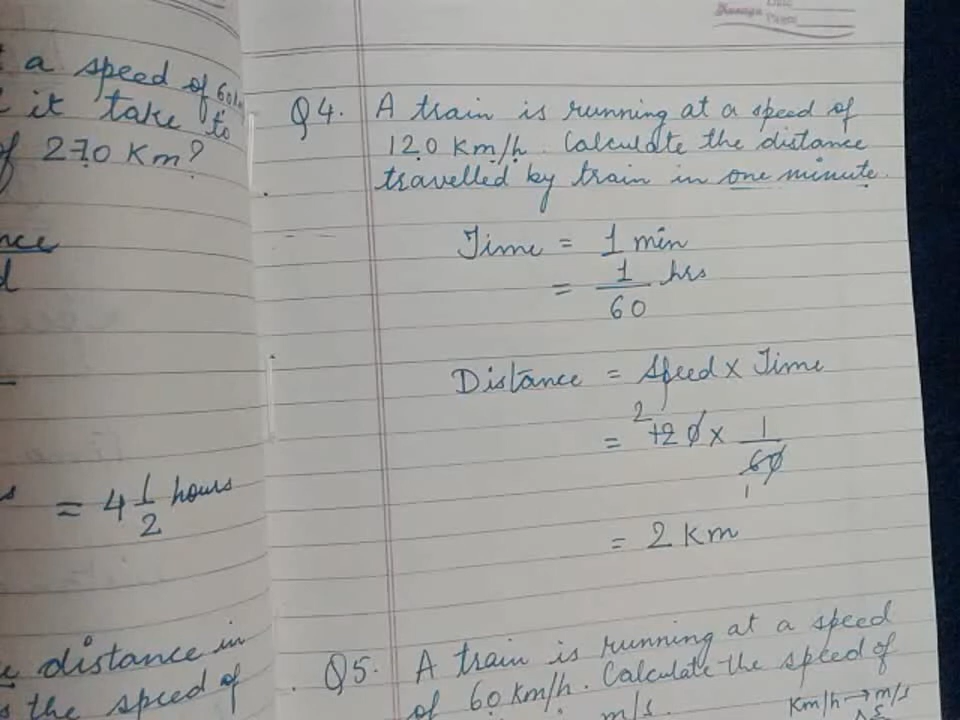 a speed of 60k
it take to
of 270 Km?
= 4 1/2 hours
distance in
the speed of
Q4. A train is running at a speed of
120 Km/h. Calculate the distance
travelled by train in one minute.
Time = 1 min
= 1/60 hrs
Distance = Speed x Time
2
= 120 x 1/60
1
= 2 Km
Q5. A train is running at a speed
of 60 Km/h. Calculate the speed of
m/s.
Km/h → m/s